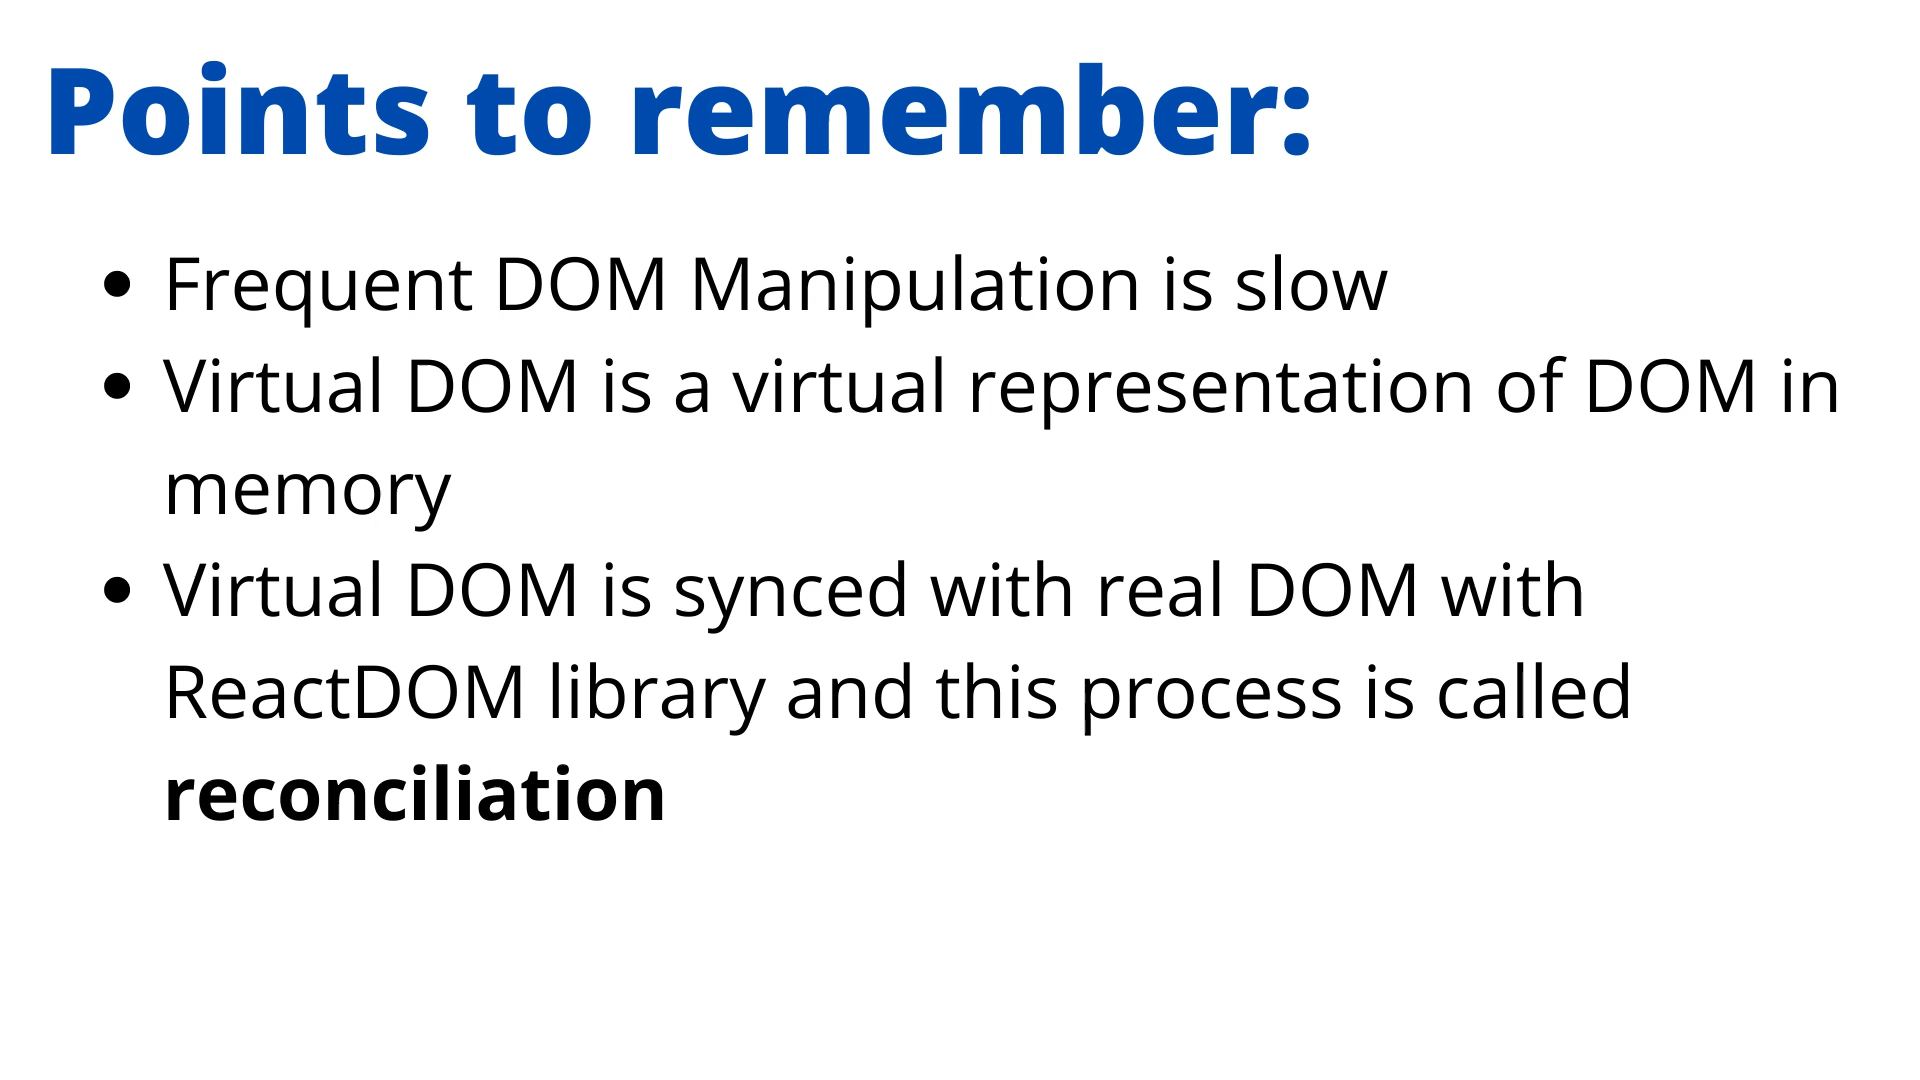 Points to remember:
• Frequent DOM Manipulation is slow
• Virtual DOM is a virtual representation of DOM in
memory
• Virtual DOM is synced with real DOM with
ReactDOM library and this process is called
reconciliation